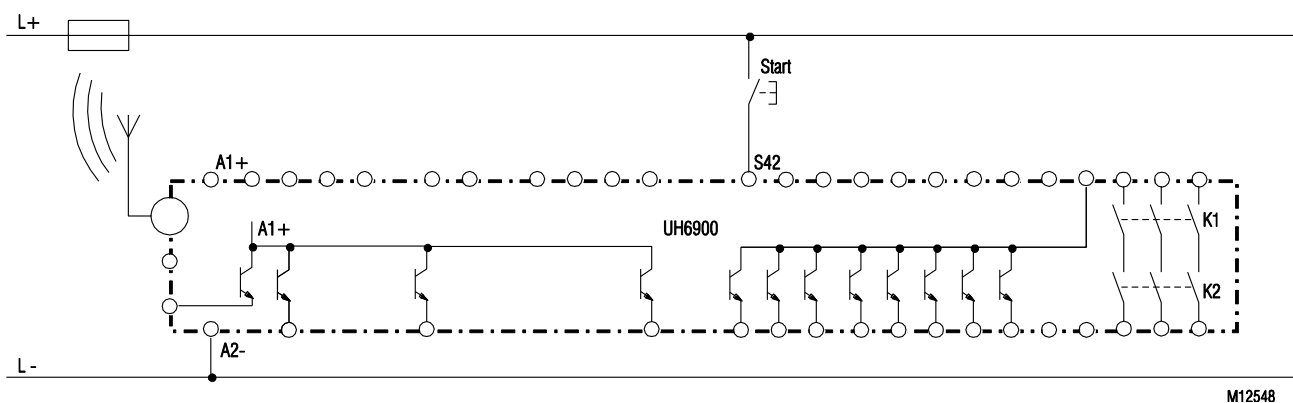 L+
Start
A1+
S42
A1+
UH6900
K1
K2
A2-
L -
M12548